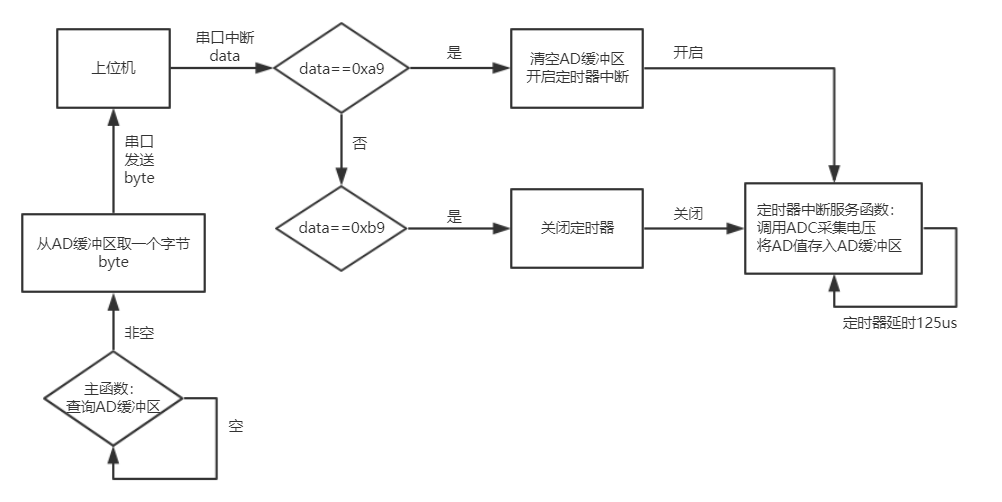 上位机
串口中断
data
data==0xa9
是
清空AD缓冲区
开启定时器中断
开启
串口
发送
byte
否
data==0xb9
是
关闭定时器
关闭
定时器中断服务函数:
调用ADC采集电压
将AD值存入AD缓冲区
定时器延时125us
从AD缓冲区取一个字节
byte
非空
主函数:
查询AD缓冲区
空